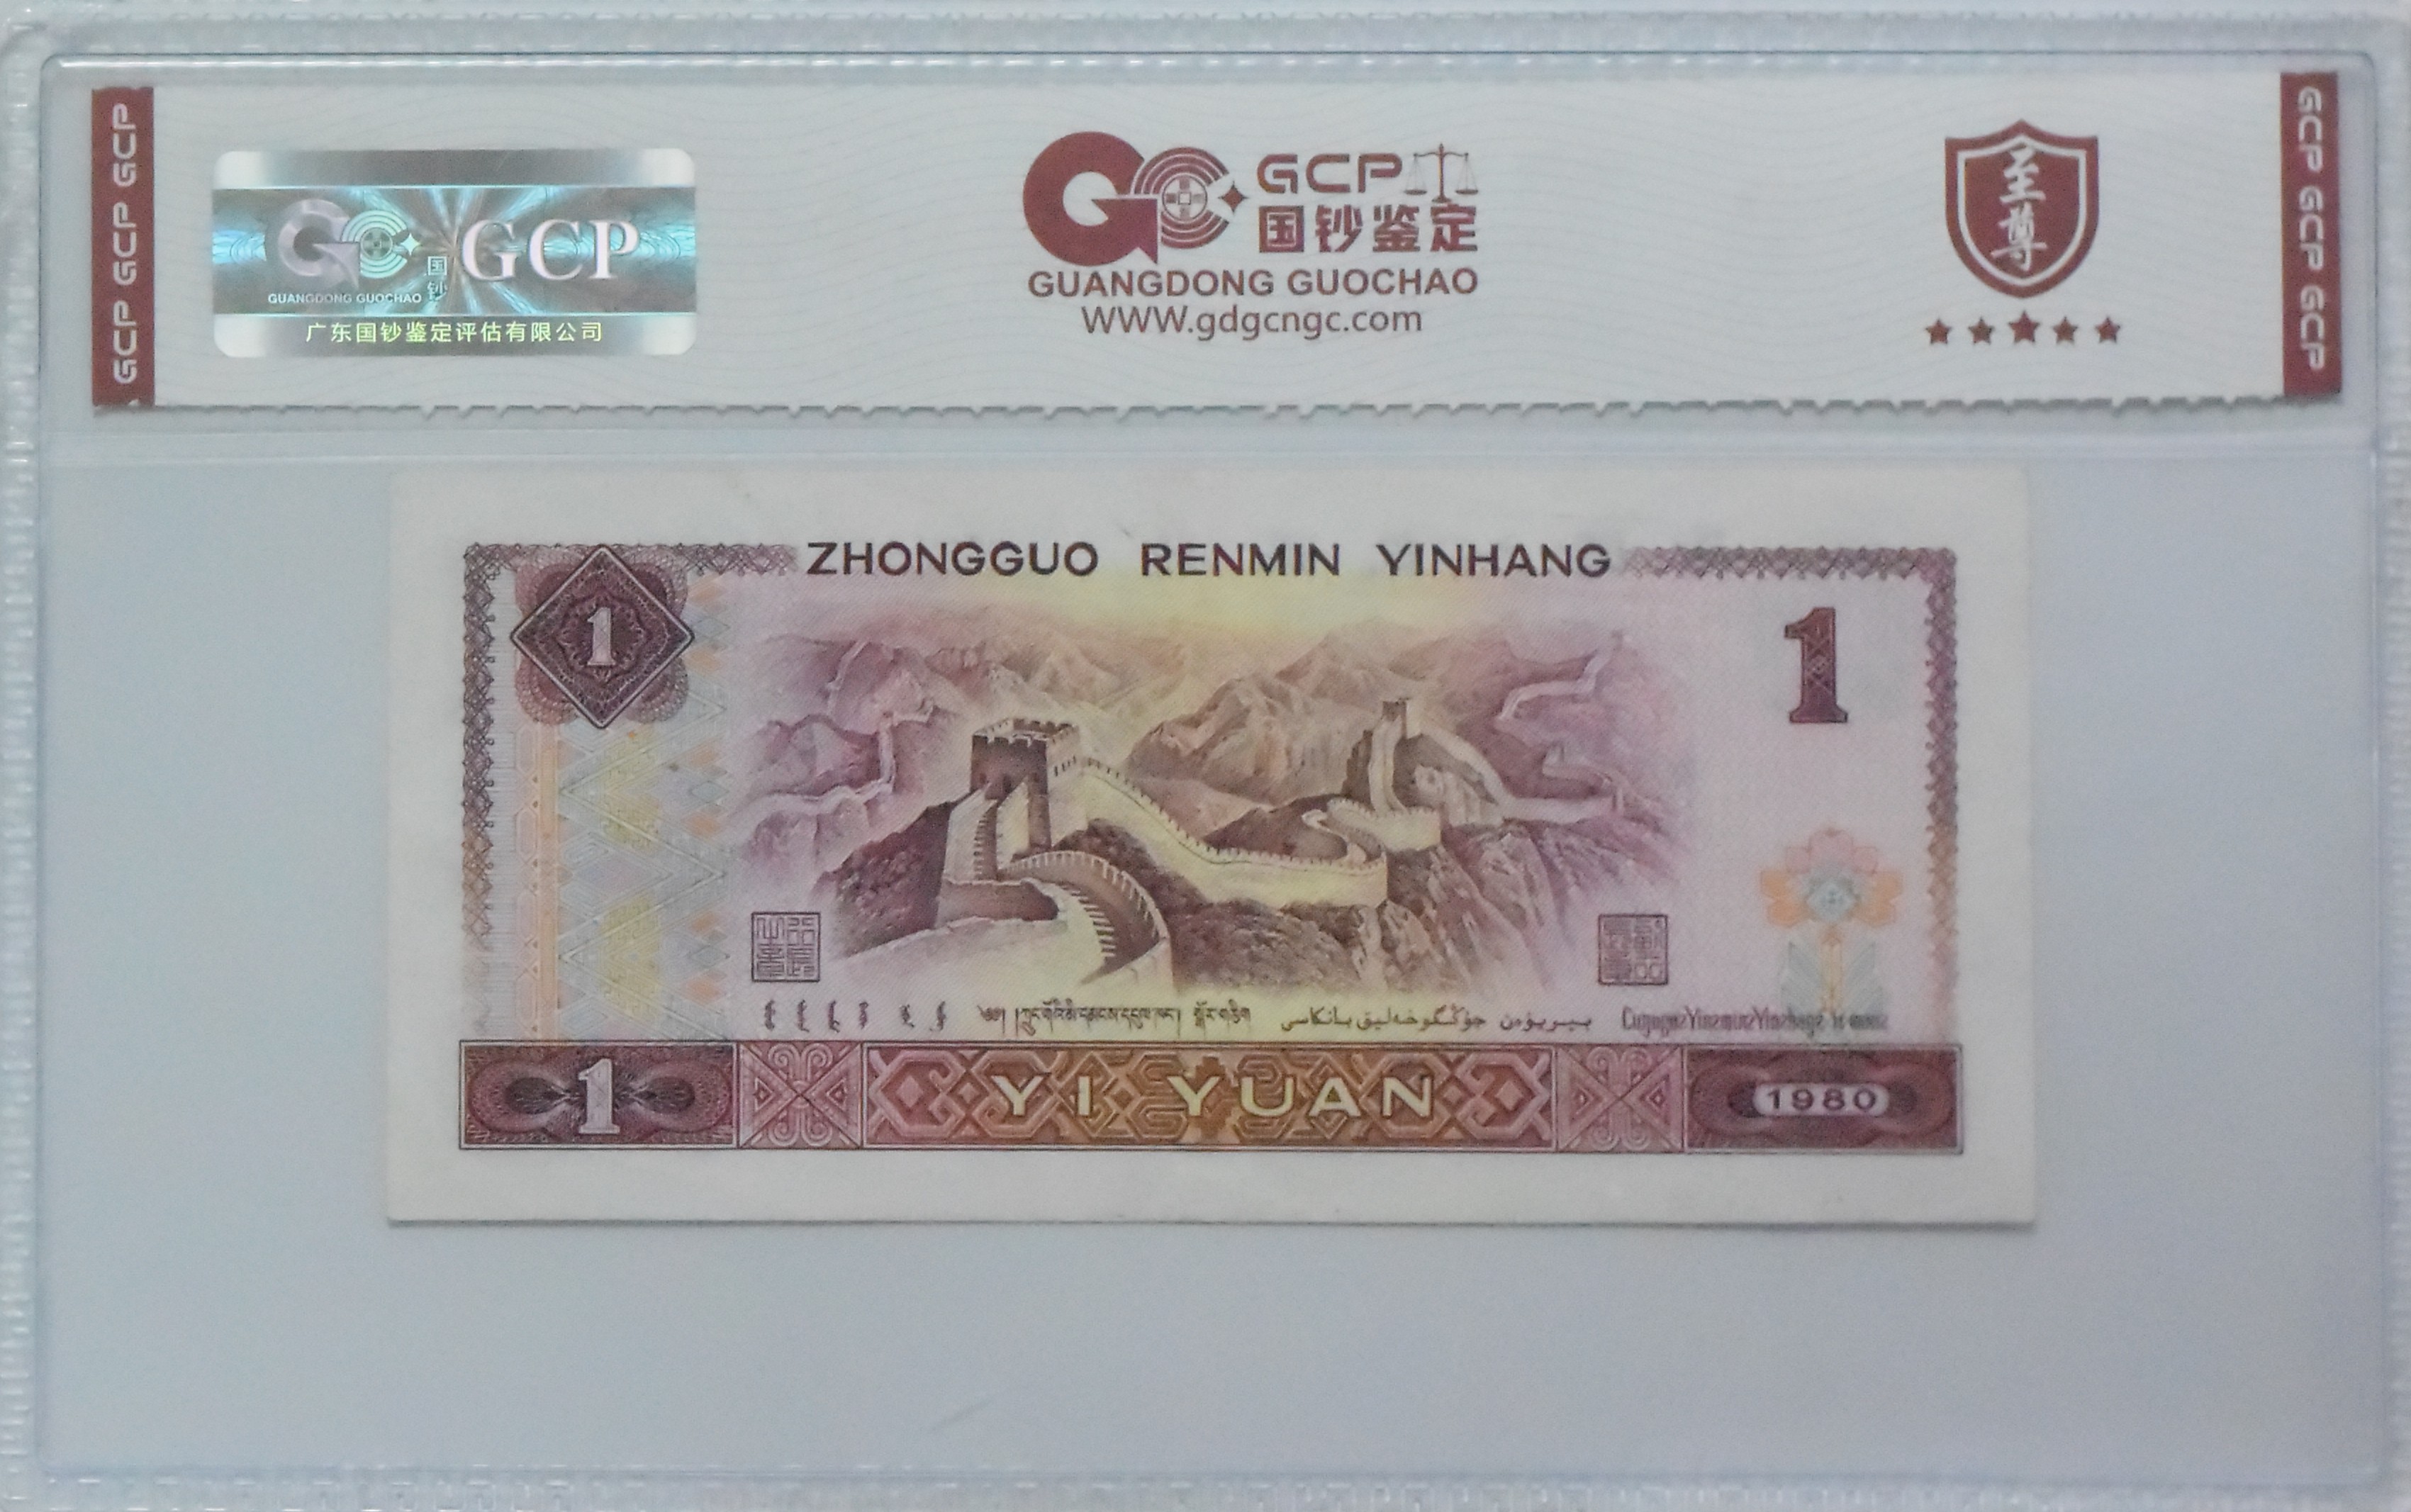 GCP GCP GCP
GUANGDONG GUOCHAO
国钞
GCP
广东国钞鉴定评估有限公司
GCP
国钞鉴定
GUANGDONG GUOCHAO
WWW.gdgcngc.com
至尊
GCP GCP GCP
ZHONGGUO RENMIN YINHANG
1
1
1
YI YUAN
1980